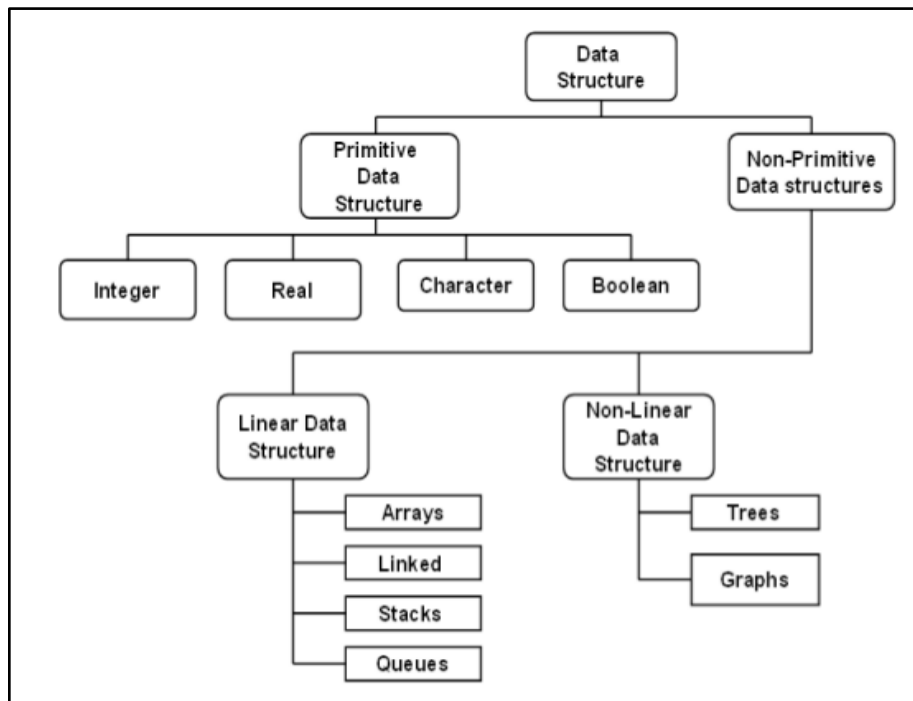 Data
Structure
Primitive
Data
Structure
Non-Primitive
Data structures
Integer
Real
Character
Boolean
Linear Data
Structure
Non-Linear
Data
Structure
Arrays
Linked
Stacks
Queues
Trees
Graphs